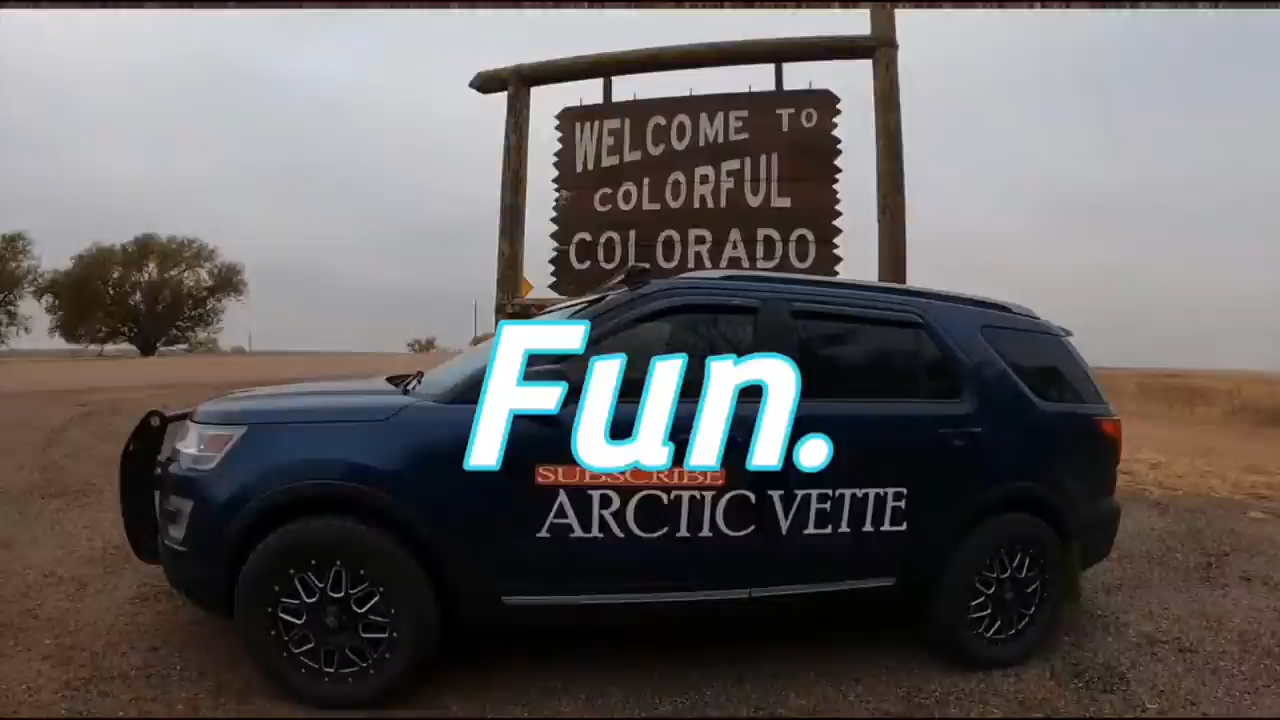 WELCOME TO
COLORFUL
COLORADO
Fun.
SUBSCRIBE
ARCTIC VETTE